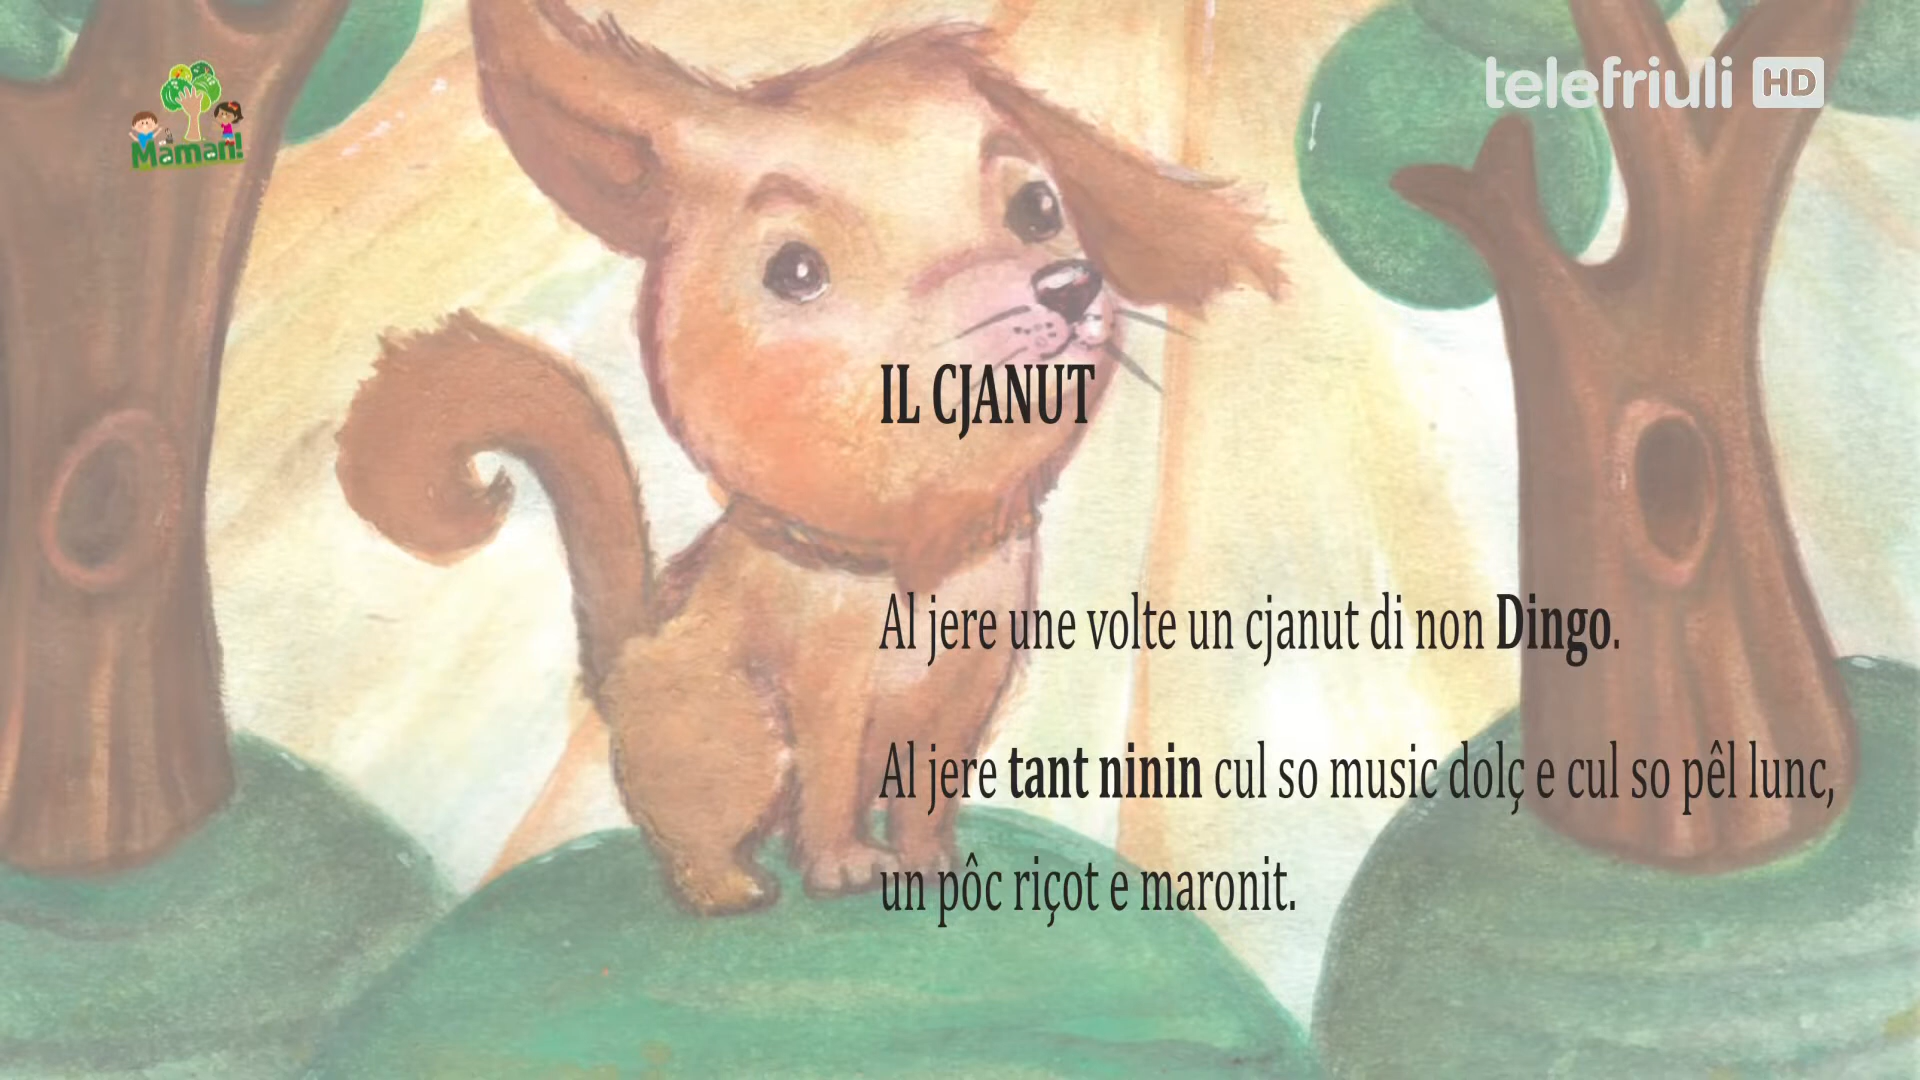 Maman!
telefriuli HD
IL CJANUT
Al jere une volte un cjanut di non Dingo.
Al jere tant ninin cul so music dolç e cul so pêl lunc,
un pôc riçot e maronit.